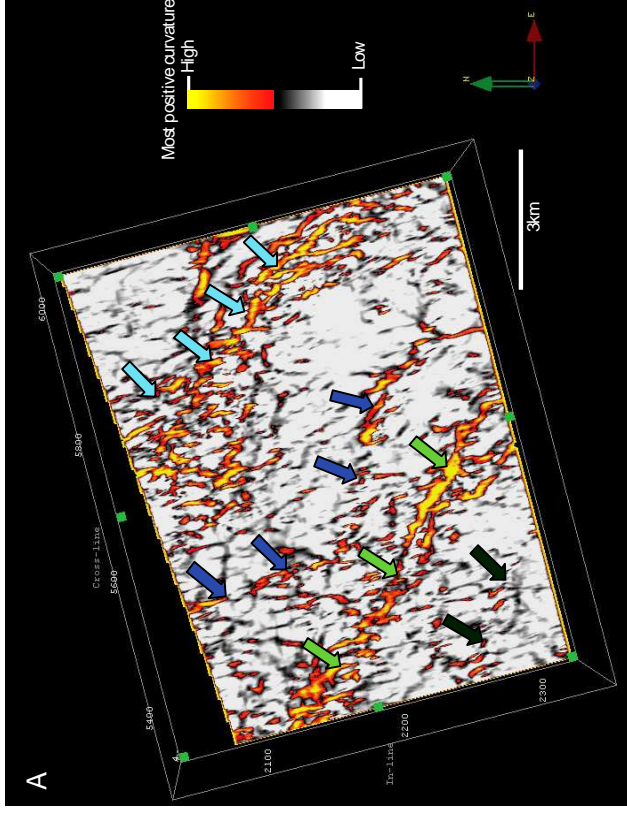 A
Most positive curvature
High
Low
N
E
Z
3km
6000
5800
Cross-line
5600
5400
2100
In-line
2200
2300